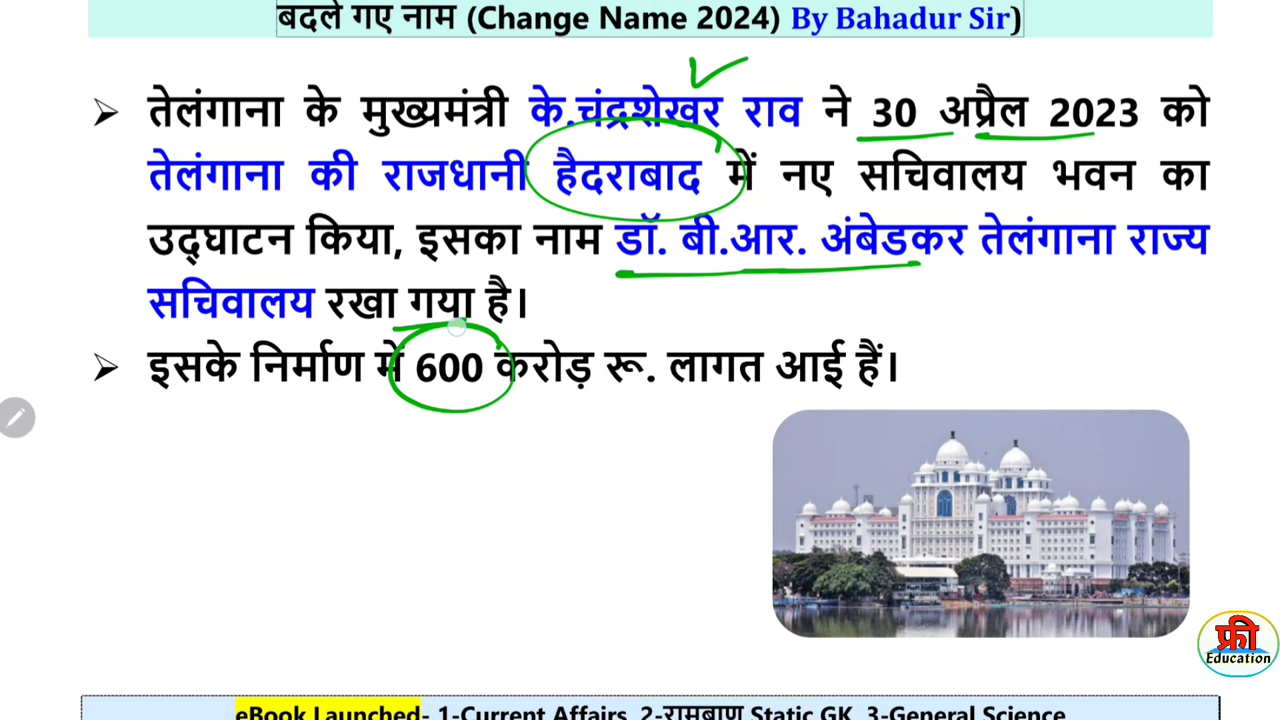 बदले गए नाम (Change Name 2024) By Bahadur Sir)
तेलंगाना के मुख्यमंत्री के.चंद्रशेखर राव ने 30 अप्रैल 2023 को
तेलंगाना की राजधानी हैदराबाद में नए सचिवालय भवन का
उद्घाटन किया, इसका नाम डॉ. बी.आर. अंबेडकर तेलंगाना राज्य
सचिवालय रखा गया है।
इसके निर्माण में 600 करोड़ रू. लागत आई हैं।
फ्री
Education
eBook Launched- 1-Current Affairs, 2-रामबाण Static GK, 3-General Science